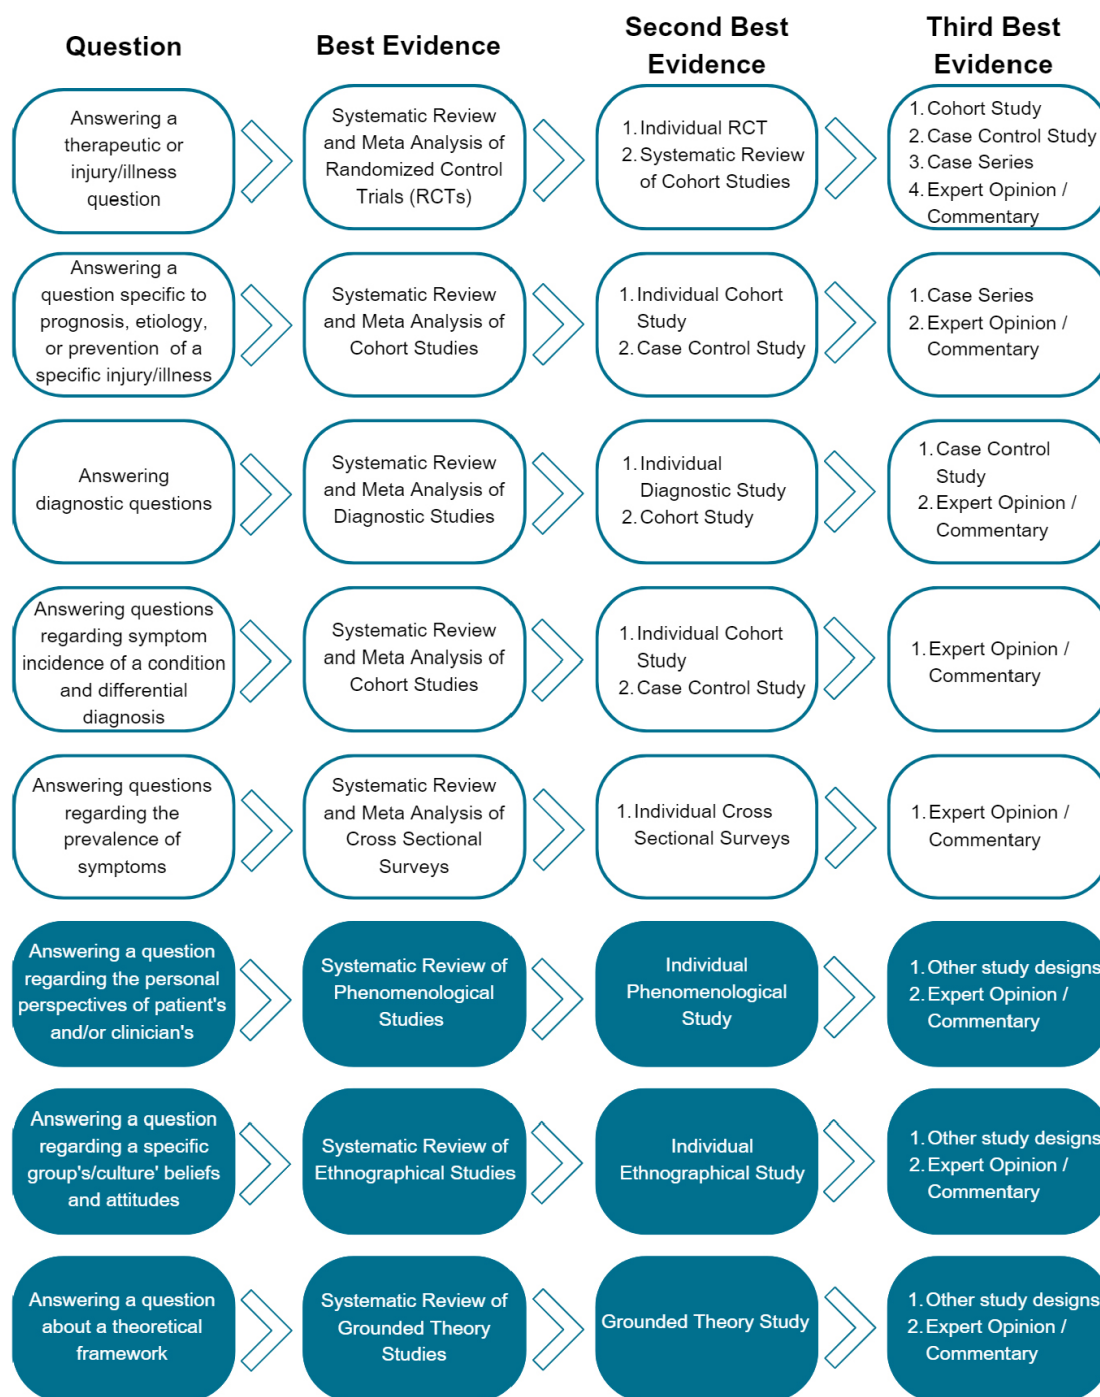 Question
Best Evidence
Second Best
Evidence
Third Best
Evidence
Answering a
therapeutic or
injury/illness
question
Systematic Review
and Meta Analysis of
Randomized Control
Trials (RCTs)
1. Individual RCT
2. Systematic Review
of Cohort Studies
1. Cohort Study
2. Case Control Study
3. Case Series
4. Expert Opinion /
Commentary
Answering a
question specific to
prognosis, etiology,
or prevention of a
specific injury/illness
Systematic Review
and Meta Analysis of
Cohort Studies
1. Individual Cohort
Study
2. Case Control Study
1. Case Series
2. Expert Opinion /
Commentary
Answering
diagnostic questions
Systematic Review
and Meta Analysis of
Diagnostic Studies
1. Individual
Diagnostic Study
2. Cohort Study
1. Case Control
Study
2. Expert Opinion /
Commentary
Answering questions
regarding symptom
incidence of a condition
and differential
diagnosis
Systematic Review
and Meta Analysis of
Cohort Studies
1. Individual Cohort
Study
2. Case Control Study
1. Expert Opinion /
Commentary
Answering questions
regarding the
prevalence of
symptoms
Systematic Review
and Meta Analysis of
Cross Sectional
Surveys
1. Individual Cross
Sectional Surveys
1. Expert Opinion /
Commentary
Answering a question
regarding the personal
perspectives of patient's
and/or clinician's
Systematic Review of
Phenomenological
Studies
Individual
Phenomenological
Study
1. Other study designs
2. Expert Opinion /
Commentary
Answering a question
regarding a specific
group's/culture' beliefs
and attitudes
Systematic Review of
Ethnographical Studies
Individual
Ethnographical Study
1. Other study designs
2. Expert Opinion /
Commentary
Answering a question
about a theoretical
framework
Systematic Review of
Grounded Theory
Studies
Grounded Theory Study
1. Other study designs
2. Expert Opinion /
Commentary